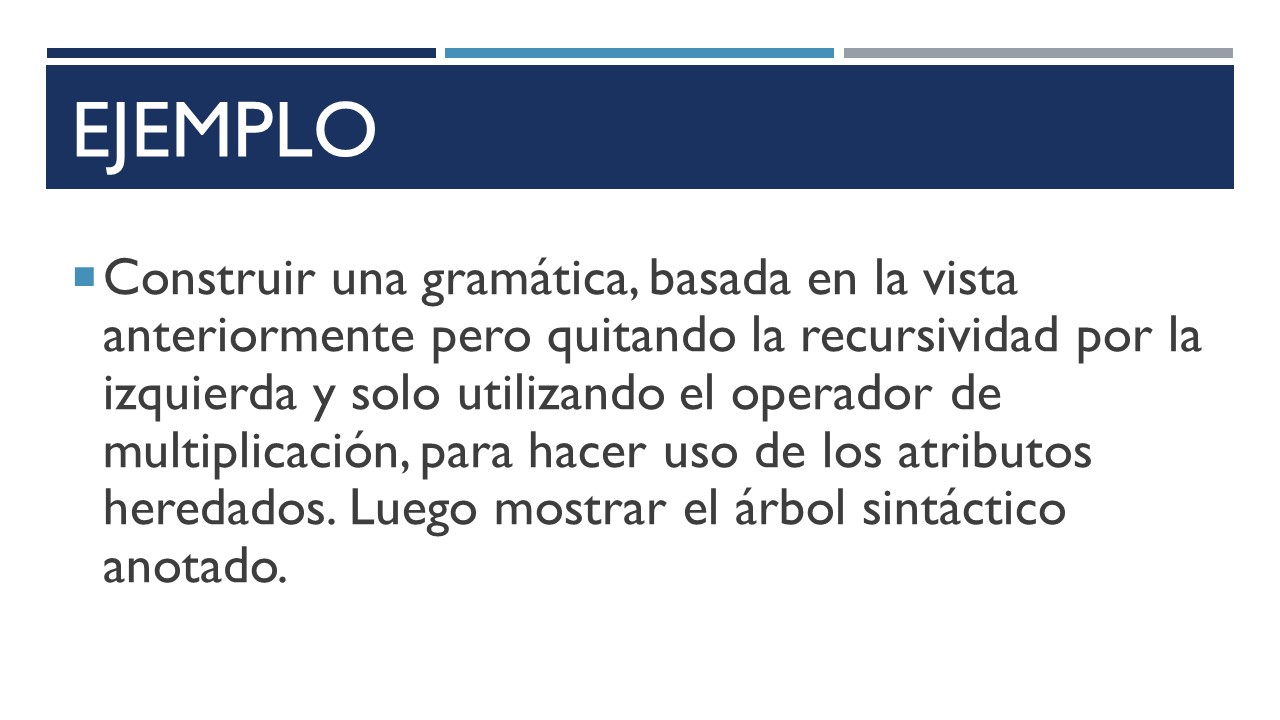 EJEMPLO
Construir una gramática, basada en la vista
anteriormente pero quitando la recursividad por la
izquierda y solo utilizando el operador de
multiplicación, para hacer uso de los atributos
heredados. Luego mostrar el árbol sintáctico
anotado.